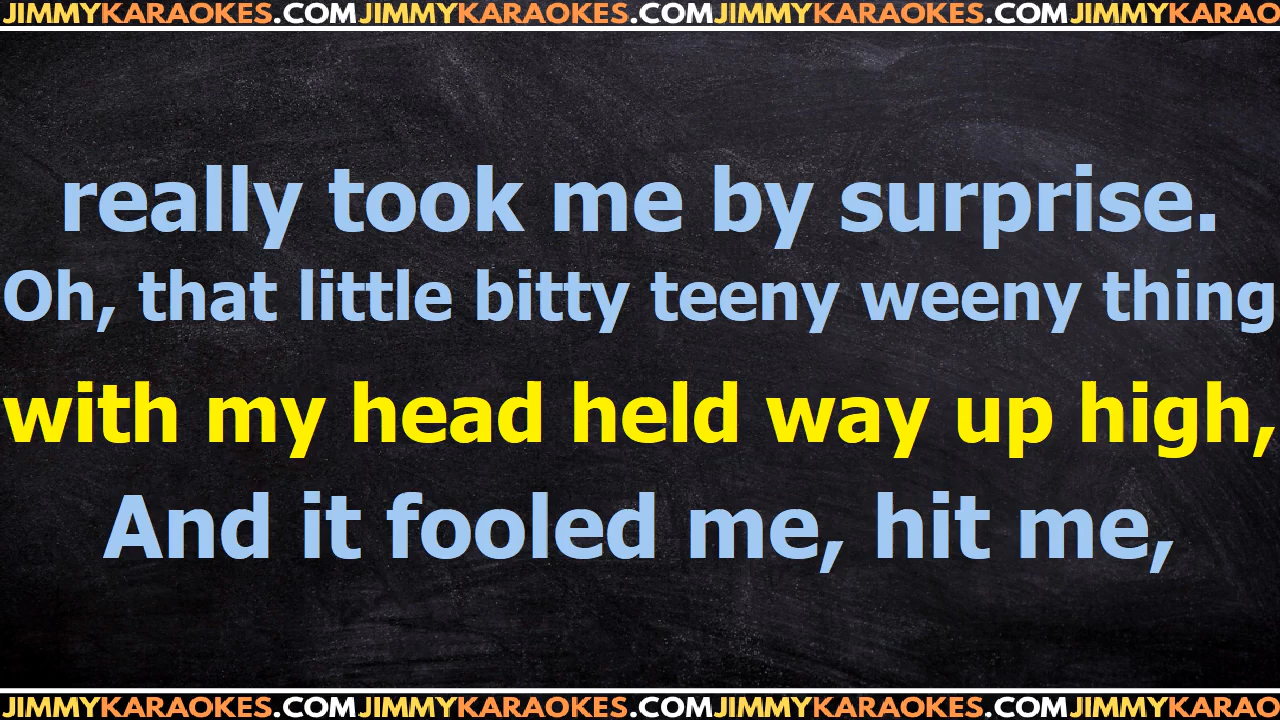 JIMMYKARAOKES.COMJIMMYKARAOKES.COMJIMMYKARAOKES.COMJIMMYKARAO
really took me by surprise.
Oh, that little bitty teeny weeny thing
with my head held way up high,
And it fooled me, hit me,
JIMMYKARAOKES.COMJIMMYKARAOKES.COMJIMMYKARAOKES.COMJIMMYKARAO